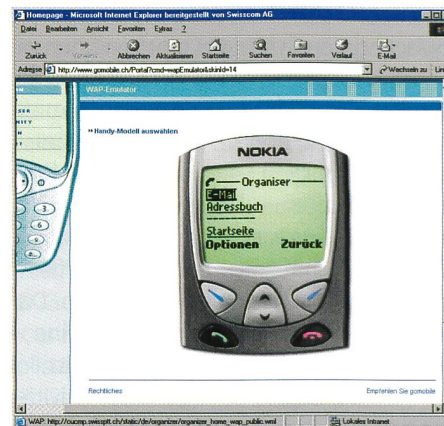 Homepage - Microsoft Internet Explorer bereitgestellt von Swisscom AG
Datei Bearbeiten Ansicht Favoriten Extras ?
Zurück Abbrechen Aktualisieren Startseite Suchen Favoriten Verlauf E-Mail
Adresse http://www.gomobile.ch/Portal?cmd=wapEmulator&skinId=14 Wechseln zu
WAP-Emulator
Handy-Modell auswählen
NOKIA
Organiser
E-Mail
Adressbuch
----------
Startseite
Optionen Zurück
Rechtliches Empfehlen Sie gomobile
WAP: http://cucmp.swissptt.ch/static/de/organizer/organizer_home_wap_public.wml Lokales Intranet